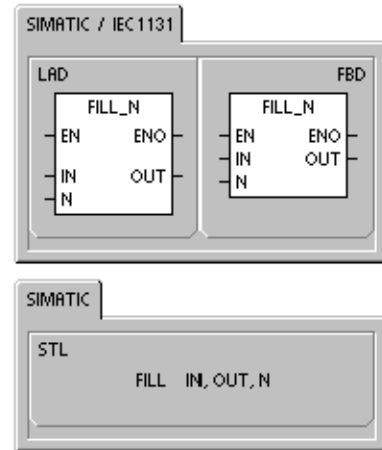 SIMATIC / IEC1131
LAD
FBD
FILL_N
EN ENO
IN OUT
N
FILL_N
EN ENO
IN OUT
N
SIMATIC
STL
FILL IN, OUT, N